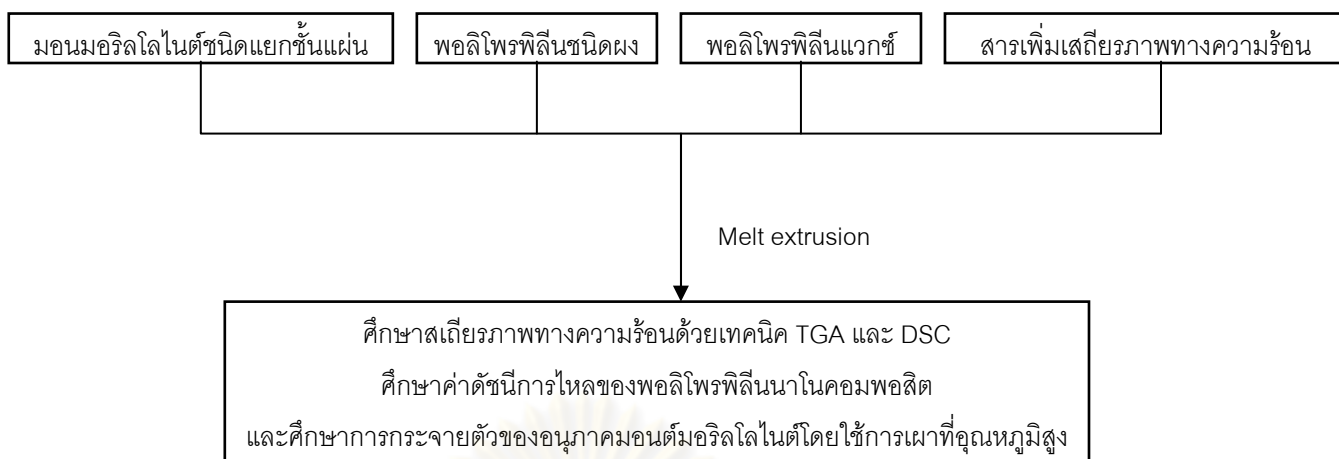 มอนมอริลโลไนต์ชนิดแยกชั้นแผ่น
พอลิโพรพิลีนชนิดผง
พอลิโพรพิลีนแวกซ์
สารเพิ่มเสถียรภาพทางความร้อน
Melt extrusion
ศึกษาสเถียรภาพทางความร้อนด้วยเทคนิค TGA และ DSC
ศึกษาค่าดัชนีการไหลของพอลิโพรพิลีนนาโนคอมพอสิต
และศึกษาการกระจายตัวของอนุภาคมอนต์มอริลโลไนต์โดยใช้การเผาที่อุณหภูมิสูง